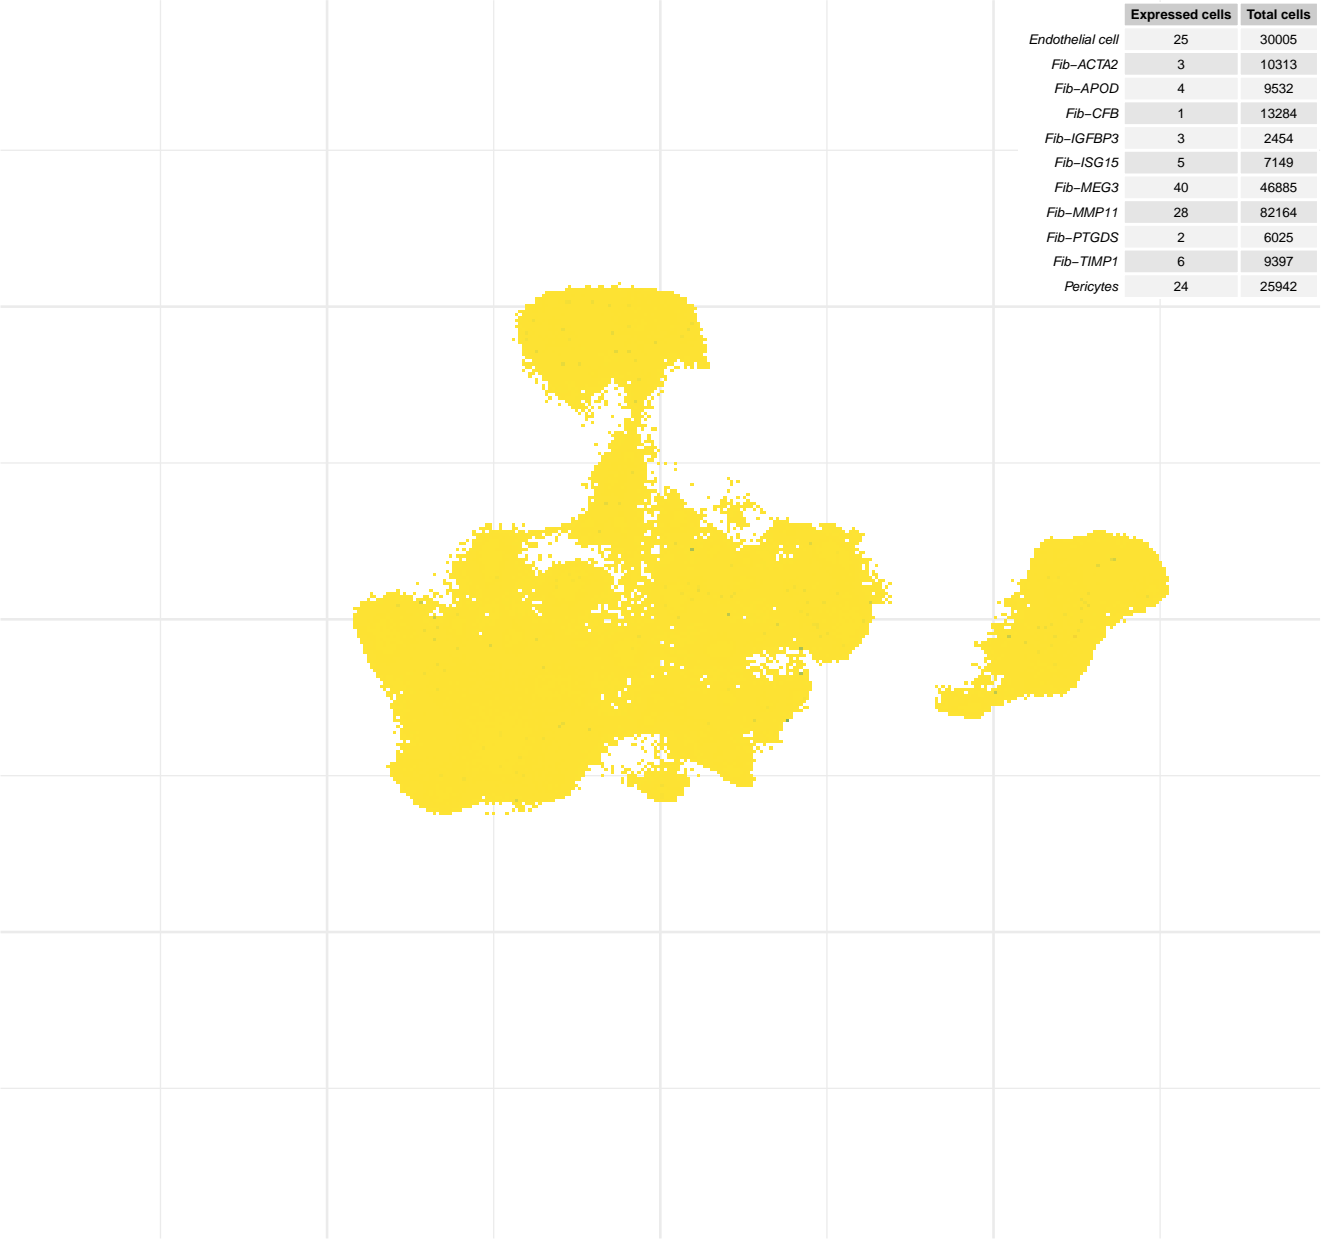 Expressed cells Total cells
Endothelial cell 25 30005
Fib−ACTA2 3 10313
Fib−APOD 4 9532
Fib−CFB 1 13284
Fib−IGFBP3 3 2454
Fib−ISG15 5 7149
Fib−MEG3 40 46885
Fib−MMP11 28 82164
Fib−PTGDS 2 6025
Fib−TIMP1 6 9397
Pericytes 24 25942